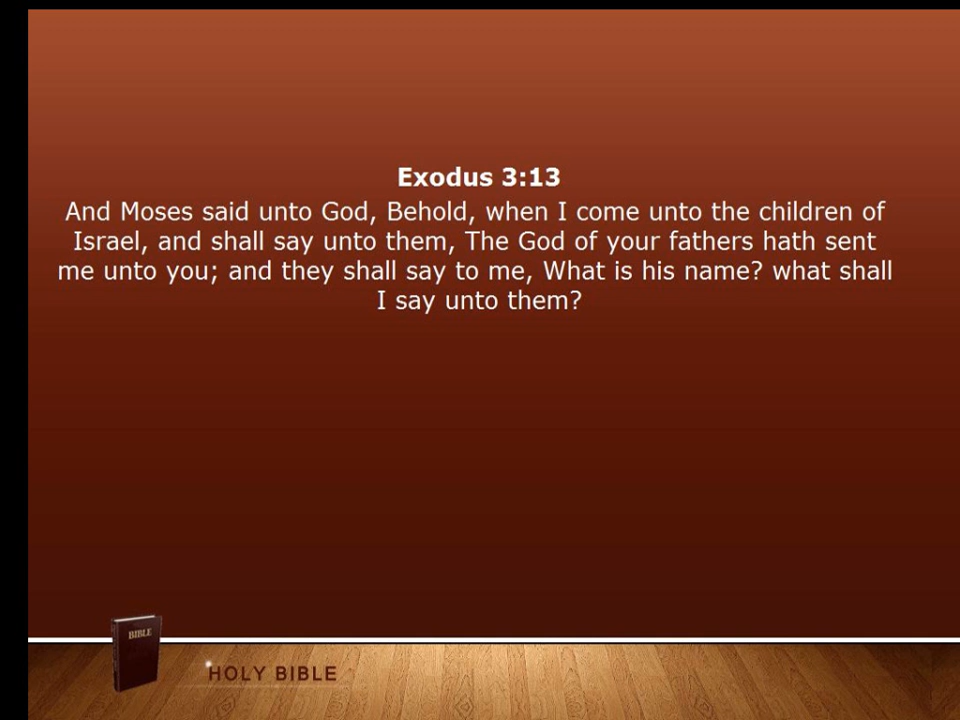 Exodus 3:13
And Moses said unto God, Behold, when I come unto the children of
Israel, and shall say unto them, The God of your fathers hath sent
me unto you; and they shall say to me, What is his name? what shall
I say unto them?
BIBLE
HOLY BIBLE